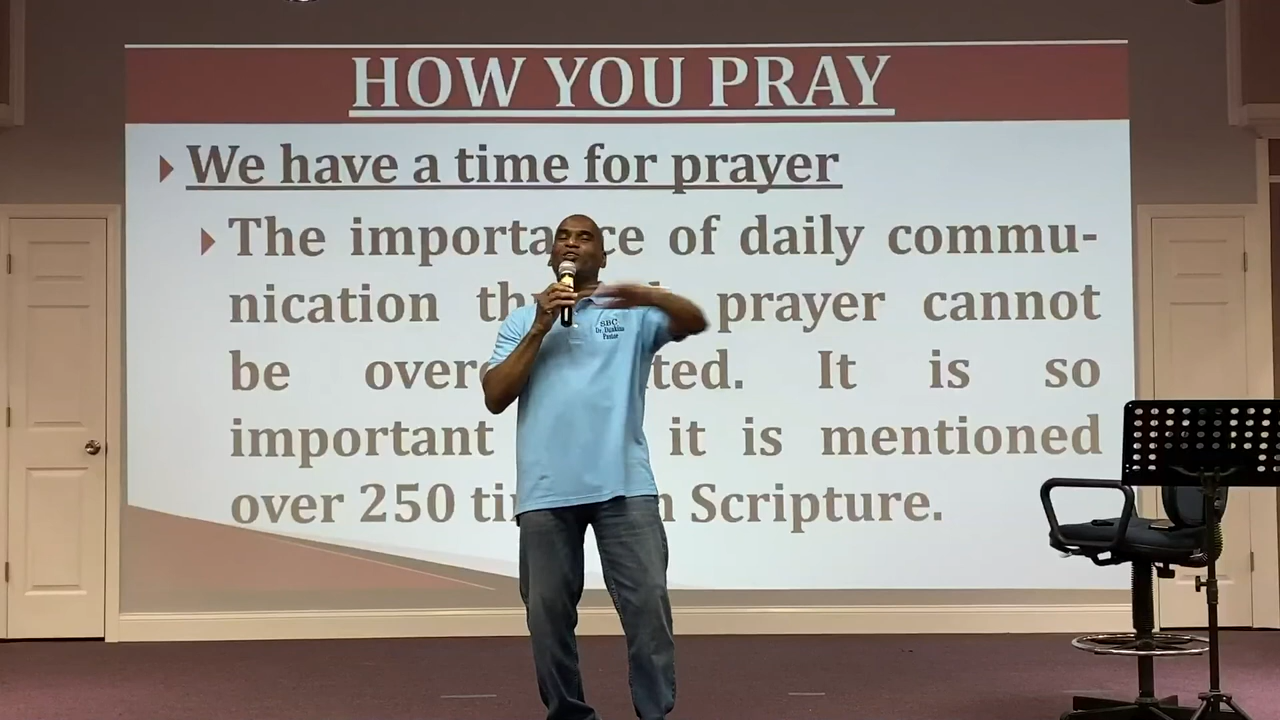 HOW YOU PRAY
We have a time for prayer
The importa ce of daily commu-
nication th prayer cannot
be over ted. It is so
important it is mentioned
over 250 ti n Scripture.
SBC
Dr. Dunkins
Pastor